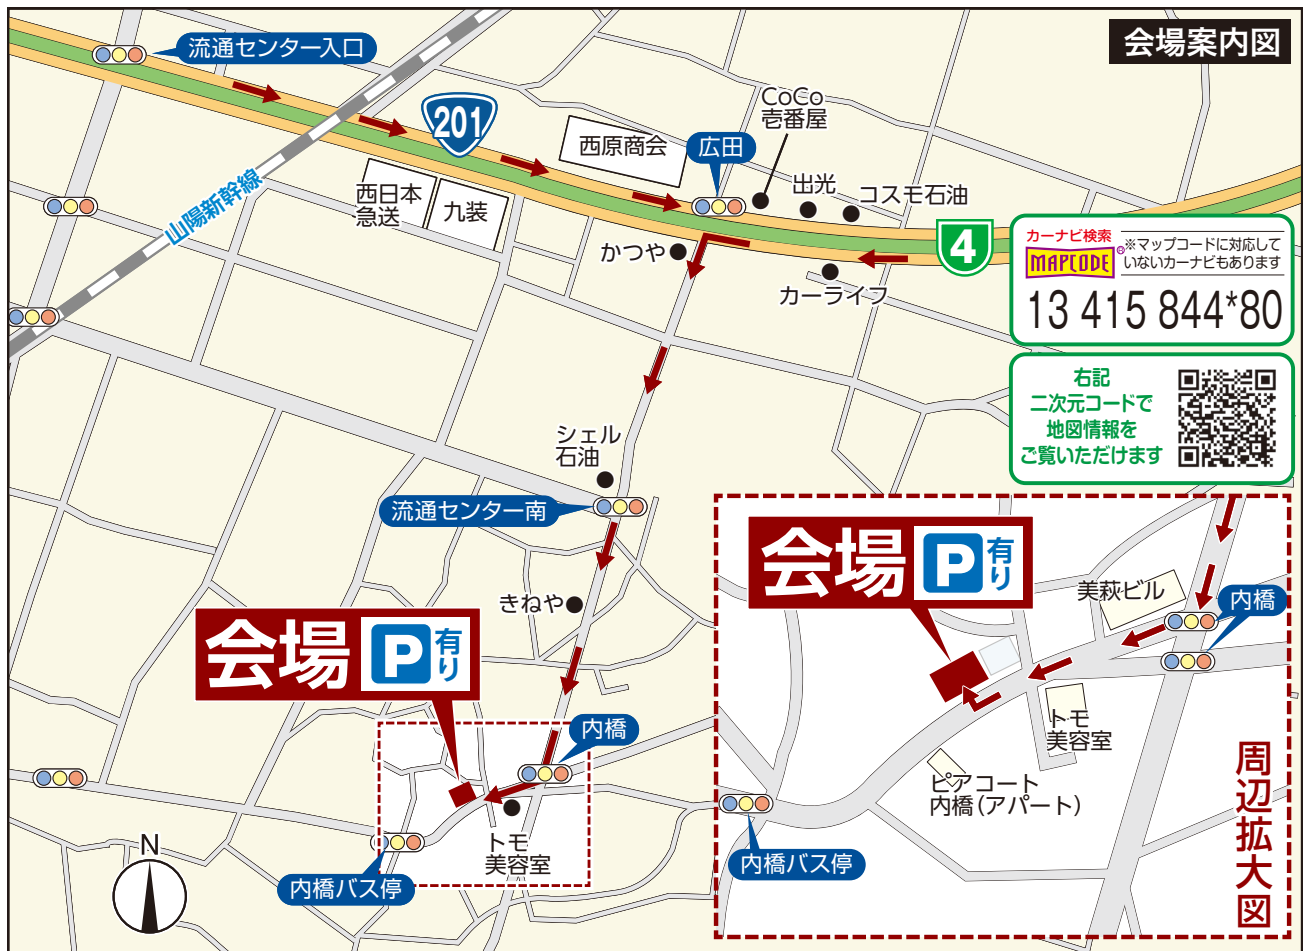 会場案内図
流通センター入口
201
CoCo
壱番屋
西原商会
広田
出光
コスモ石油
西日本
急送
九装
山陽新幹線
かつや
4
カーライフ
カーナビ検索
MAPCODE®
※マップコードに対応して
いないカーナビもあります
13 415 844*80
右記
二次元コードで
地図情報を
ご覧いただけます
シェル
石油
流通センター南
きねや
会場 P 有り
内橋
トモ
美容室
内橋バス停
N
会場 P 有り
美萩ビル
内橋
トモ
美容室
ピアコート
内橋(アパート)
内橋バス停
周辺拡大図